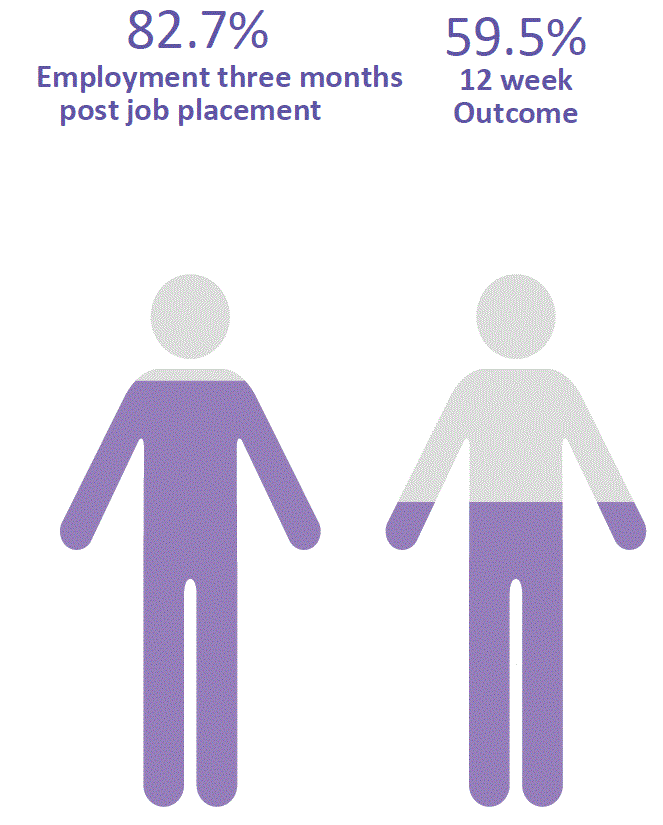 82.7%
Employment three months
post job placement
59.5%
12 week
Outcome